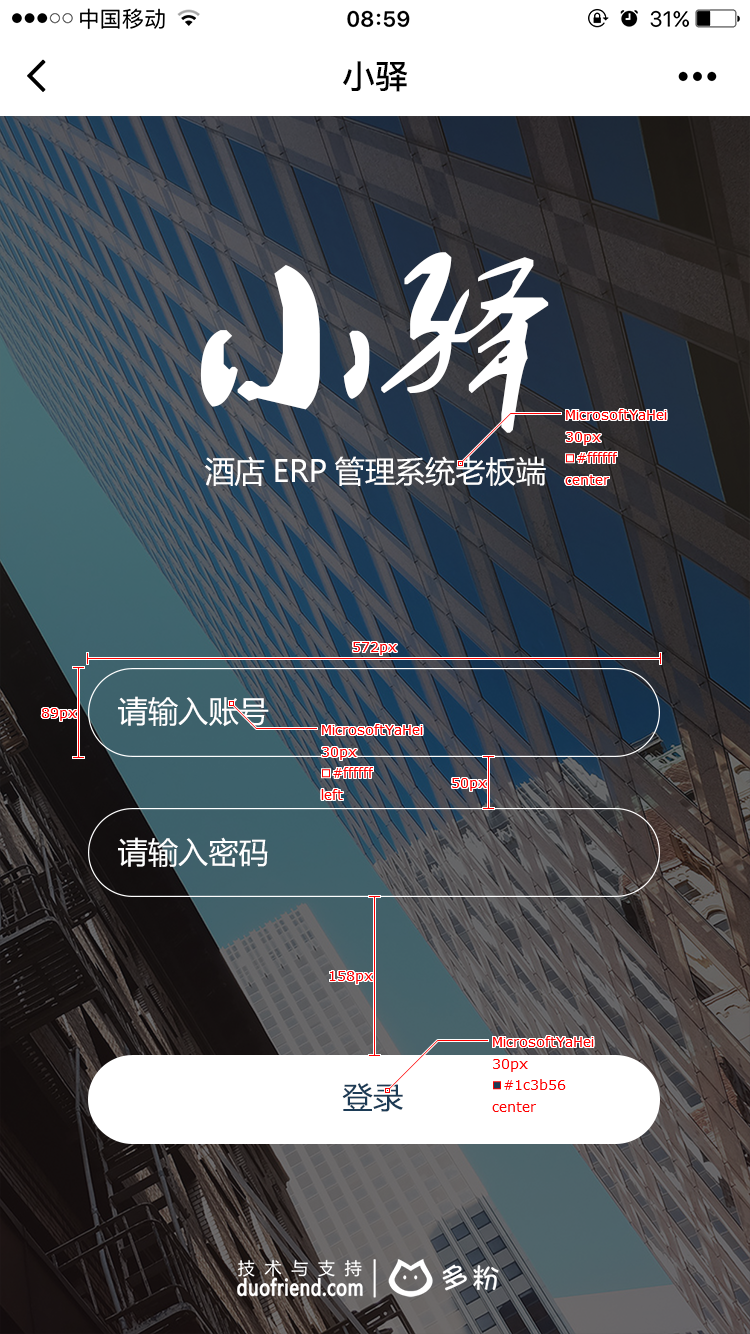 中国移动 08:59 31%
小驿
小驿
MicrosoftYaHei
30px
#ffffff
center
酒店 ERP 管理系统老板端
572px
89px
请输入账号
MicrosoftYaHei
30px
#ffffff
left
50px
请输入密码
158px
MicrosoftYaHei
30px
#1c3b56
center
登录
技术与支持
duofriend.com
多粉